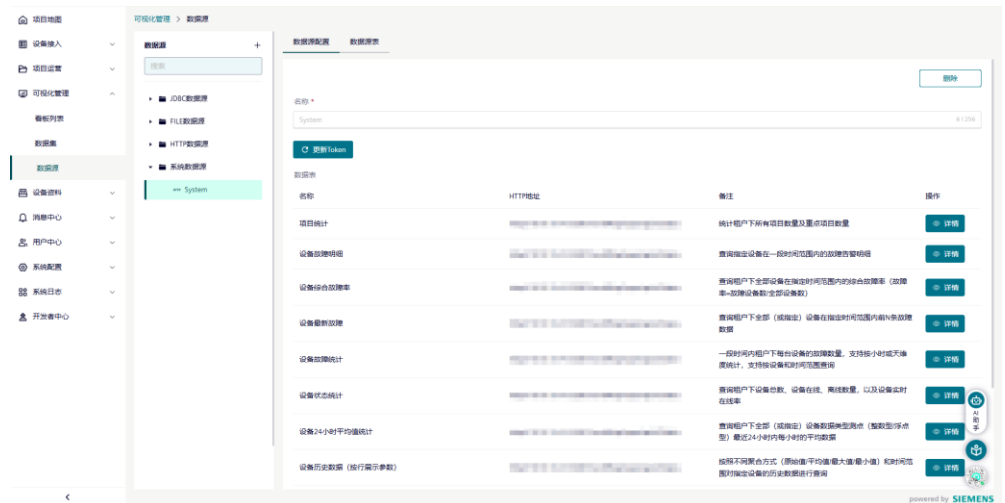 项目地图
设备接入
项目运营
可视化管理
看板列表
数据集
数据源
设备资料
消息中心
用户中心
系统配置
系统日志
开发者中心
可视化管理 > 数据源
数据源 +
搜索
JDBC数据源
FILE数据源
HTTP数据源
系统数据源
System
数据源配置 数据源表
删除
名称 *
System 6 / 256
更新Token
数据表
名称 HTTP地址 备注 操作
项目统计 统计租户下所有项目数量及重点项目数量 详情
设备故障明细 查询指定设备在一段时间范围内的故障告警明细 详情
设备综合故障率 查询租户下全部设备在指定时间范围内的综合故障率（故障
率=故障设备数/全部设备数） 详情
设备最新故障 查询租户下全部（或指定）设备在指定时间范围内前N条故障
数据 详情
设备故障统计 一段时间内租户下每台设备的故障数量，支持按小时或天维
度统计，支持按设备和时间范围查询 详情
设备状态统计 查询租户下设备总数、设备在线、离线数量，以及设备实时
在线率 详情
设备24小时平均值统计 查询租户下全部（或指定）设备数据类型测点（整数型/浮点
型）最近24小时内每小时的平均数据 详情
设备历史数据（按行展示参数） 按照不同聚合方式（原始值/平均值/最大值/最小值）和时间范
围对指定设备的历史数据进行查询 详情
AI
助
手
powered by SIEMENS